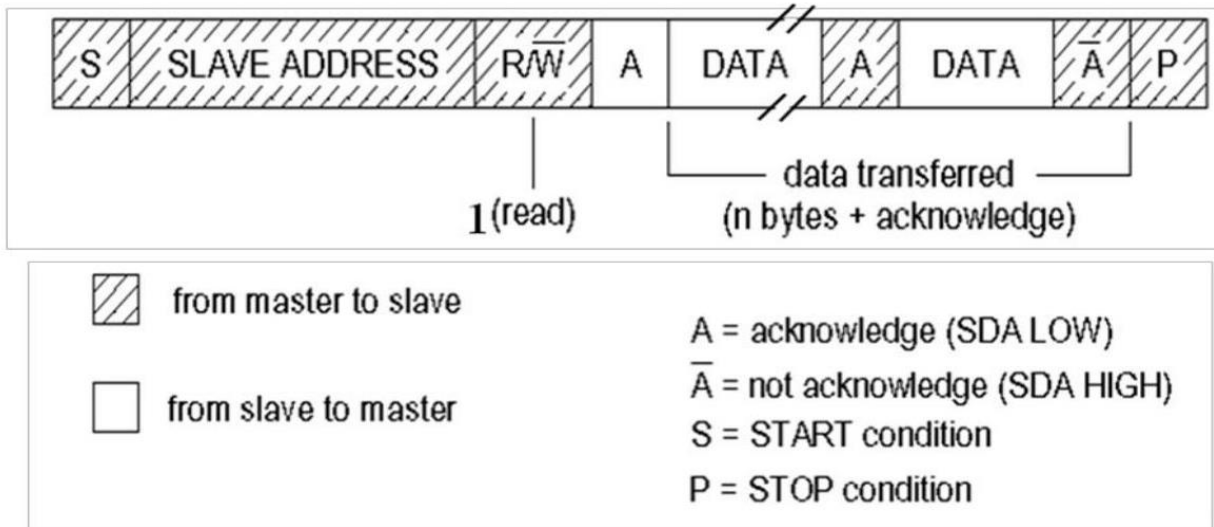 S SLAVE ADDRESS R/W̅ A DATA A DATA A̅ P
data transferred
1(read) (n bytes + acknowledge)
from master to slave
from slave to master
A = acknowledge (SDA LOW)
A̅ = not acknowledge (SDA HIGH)
S = START condition
P = STOP condition